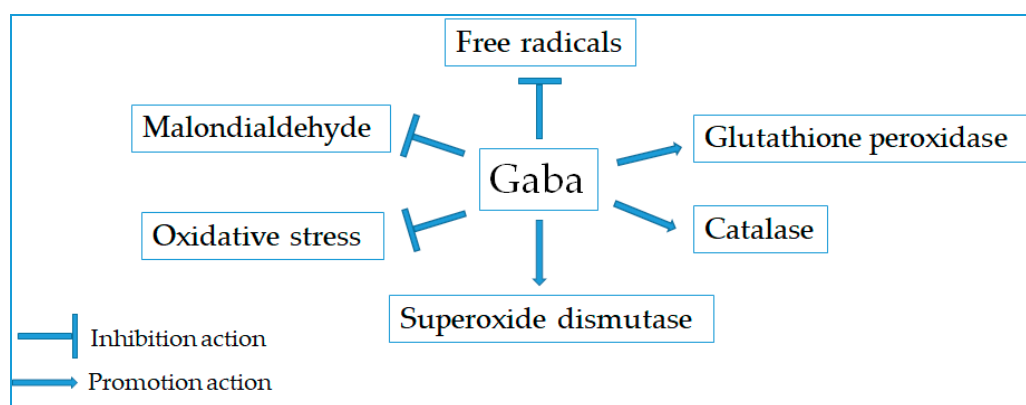 Free radicals
Malondialdehyde
Glutathione peroxidase
Gaba
Oxidative stress
Catalase
Superoxide dismutase
Inhibition action
Promotion action